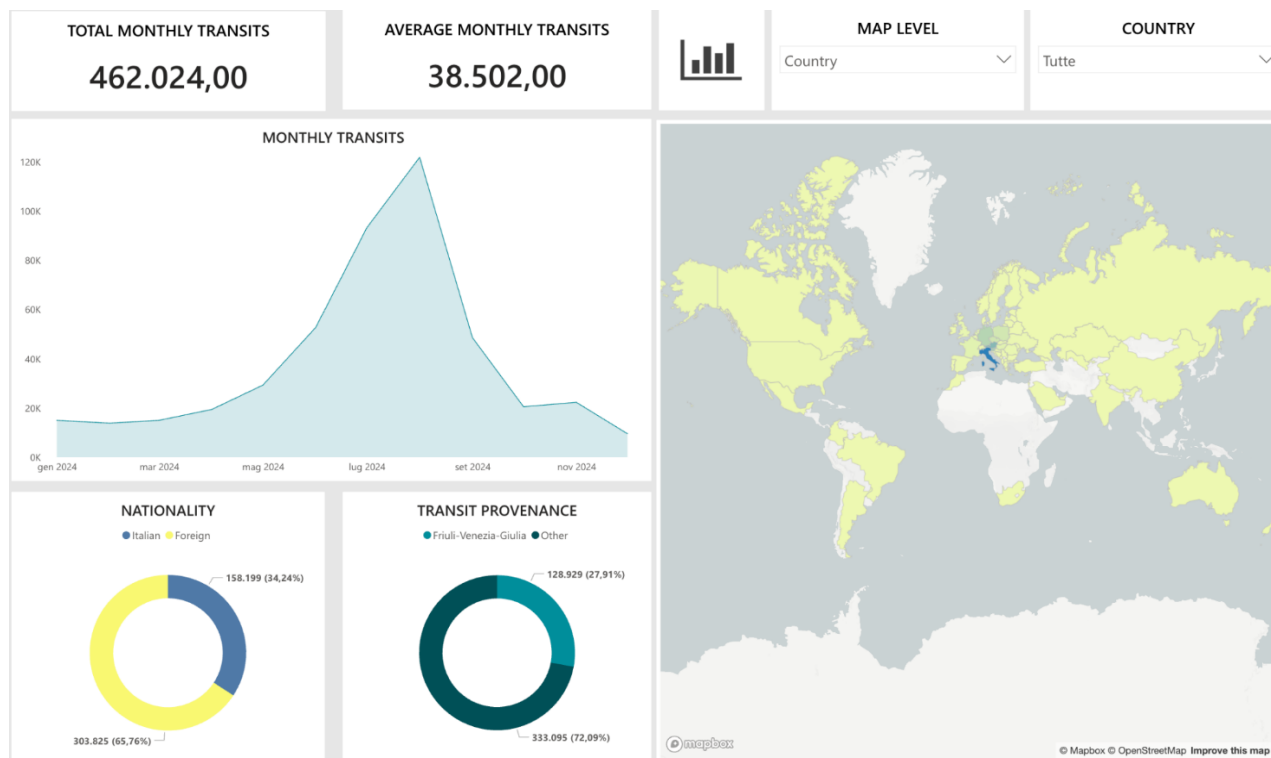 TOTAL MONTHLY TRANSITS
462.024,00
AVERAGE MONTHLY TRANSITS
38.502,00
MAP LEVEL
Country
COUNTRY
Tutte
MONTHLY TRANSITS
120K
100K
80K
60K
40K
20K
0K
gen 2024
mar 2024
mag 2024
lug 2024
set 2024
nov 2024
NATIONALITY
Italian Foreign
158.199 (34,24%)
303.825 (65,76%)
TRANSIT PROVENANCE
Friuli-Venezia-Giulia Other
128.929 (27,91%)
333.095 (72,09%)
mapbox
© Mapbox © OpenStreetMap Improve this map